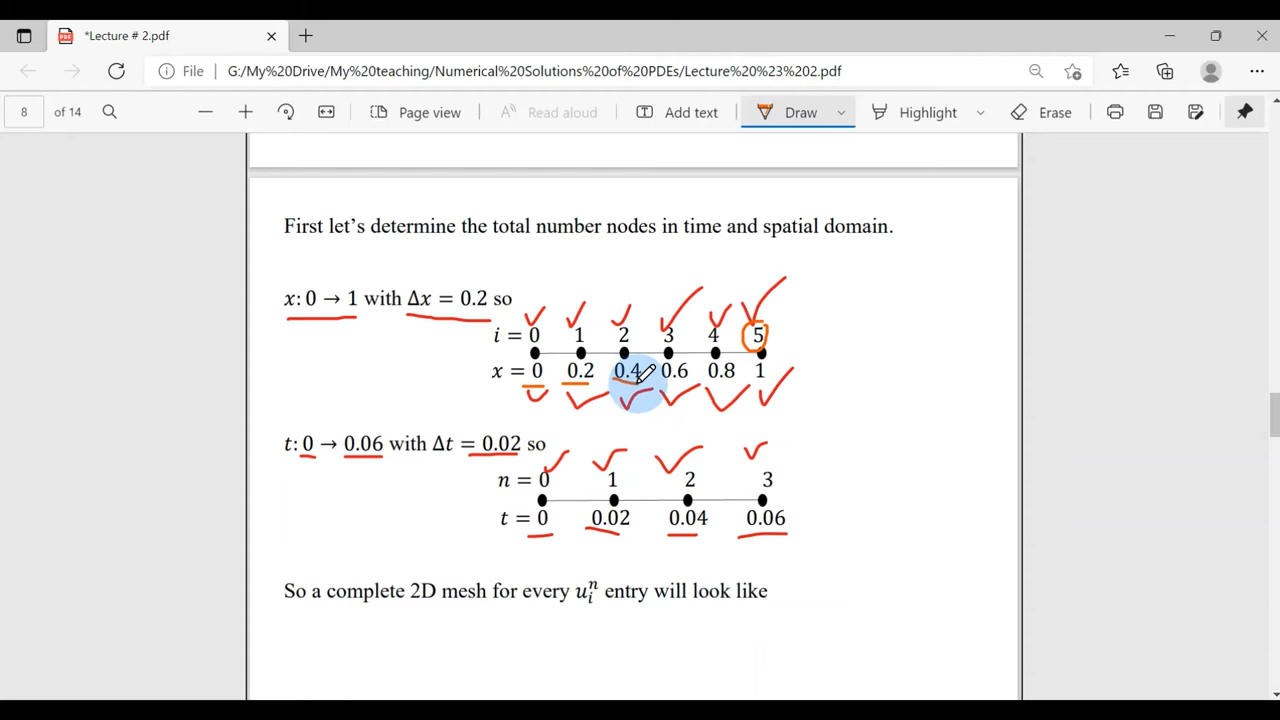 *Lecture # 2.pdf
File G:/My%20Drive/My%20teaching/Numerical%20Solutions%20of%20PDEs/Lecture%20%23%202.pdf
8 of 14 Page view Read aloud Add text Draw Highlight Erase
First let’s determine the total number nodes in time and spatial domain.
x: 0 → 1 with Δx = 0.2 so
i = 0 1 2 3 4 5
x = 0 0.2 0.4 0.6 0.8 1
t: 0 → 0.06 with Δt = 0.02 so
n = 0 1 2 3
t = 0 0.02 0.04 0.06
So a complete 2D mesh for every uᵢⁿ entry will look like